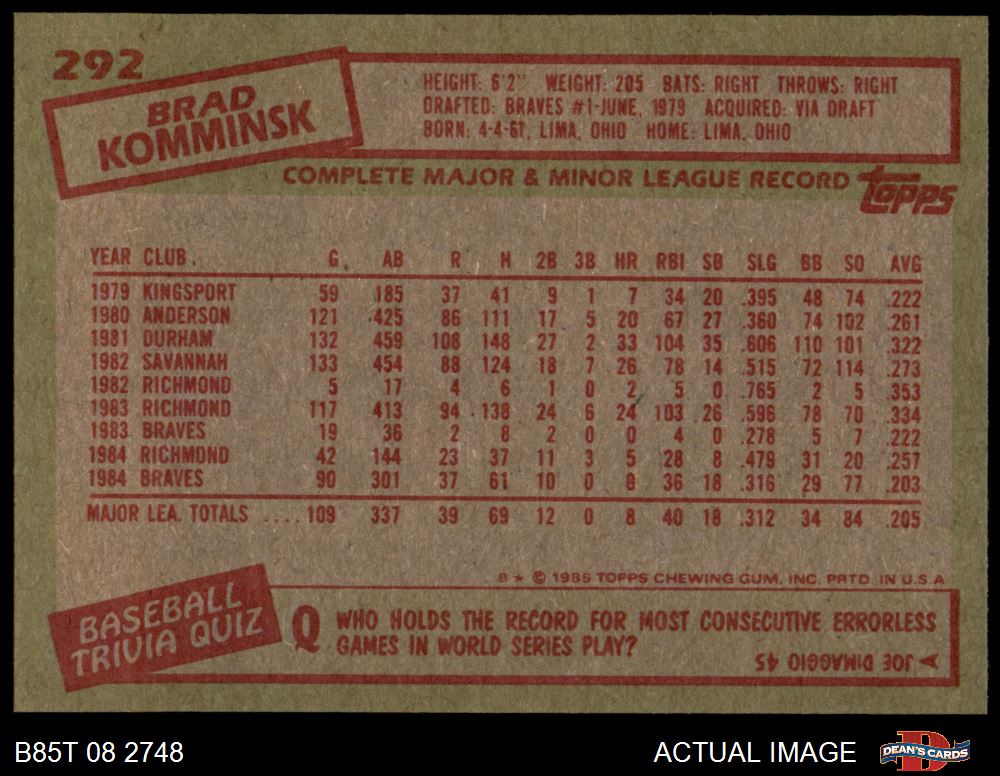 292
BRAD
KOMMINSK
HEIGHT: 6'2" WEIGHT: 205 BATS: RIGHT THROWS: RIGHT
DRAFTED: BRAVES #1-JUNE, 1979 ACQUIRED: VIA DRAFT
BORN: 4-4-61, LIMA, OHIO HOME: LIMA, OHIO
COMPLETE MAJOR & MINOR LEAGUE RECORD
topps
YEAR CLUB. G. AB R H 2B 3B HR RBI SB SLG BB SO AVG
1979 KINGSPORT 59 185 37 41 9 1 7 34 20 .395 48 74 .222
1980 ANDERSON 121 425 86 111 17 5 20 67 27 .360 74 102 .261
1981 DURHAM 132 459 108 148 27 2 33 104 35 .606 110 101 .322
1982 SAVANNAH 133 454 88 124 18 7 26 78 14 .515 72 114 .273
1982 RICHMOND 5 17 4 6 1 0 2 5 0 .765 2 5 .353
1983 RICHMOND 117 413 94 138 24 6 24 103 26 .596 78 70 .334
1983 BRAVES 19 36 2 8 2 0 0 4 0 .278 5 7 .222
1984 RICHMOND 42 144 23 37 11 3 5 28 8 .479 31 20 .257
1984 BRAVES 90 301 37 61 10 0 8 36 18 .316 29 77 .203
MAJOR LEA. TOTALS ....109 337 39 69 12 0 8 40 18 .312 34 84 .205
B * © 1985 TOPPS CHEWING GUM, INC. PRTD. IN U.S.A
BASEBALL
TRIVIA QUIZ
Q WHO HOLDS THE RECORD FOR MOST CONSECUTIVE ERRORLESS
GAMES IN WORLD SERIES PLAY?
A JOE DIMAGGIO 45
B85T 08 2748
ACTUAL IMAGE
D
DEAN'S CARDS